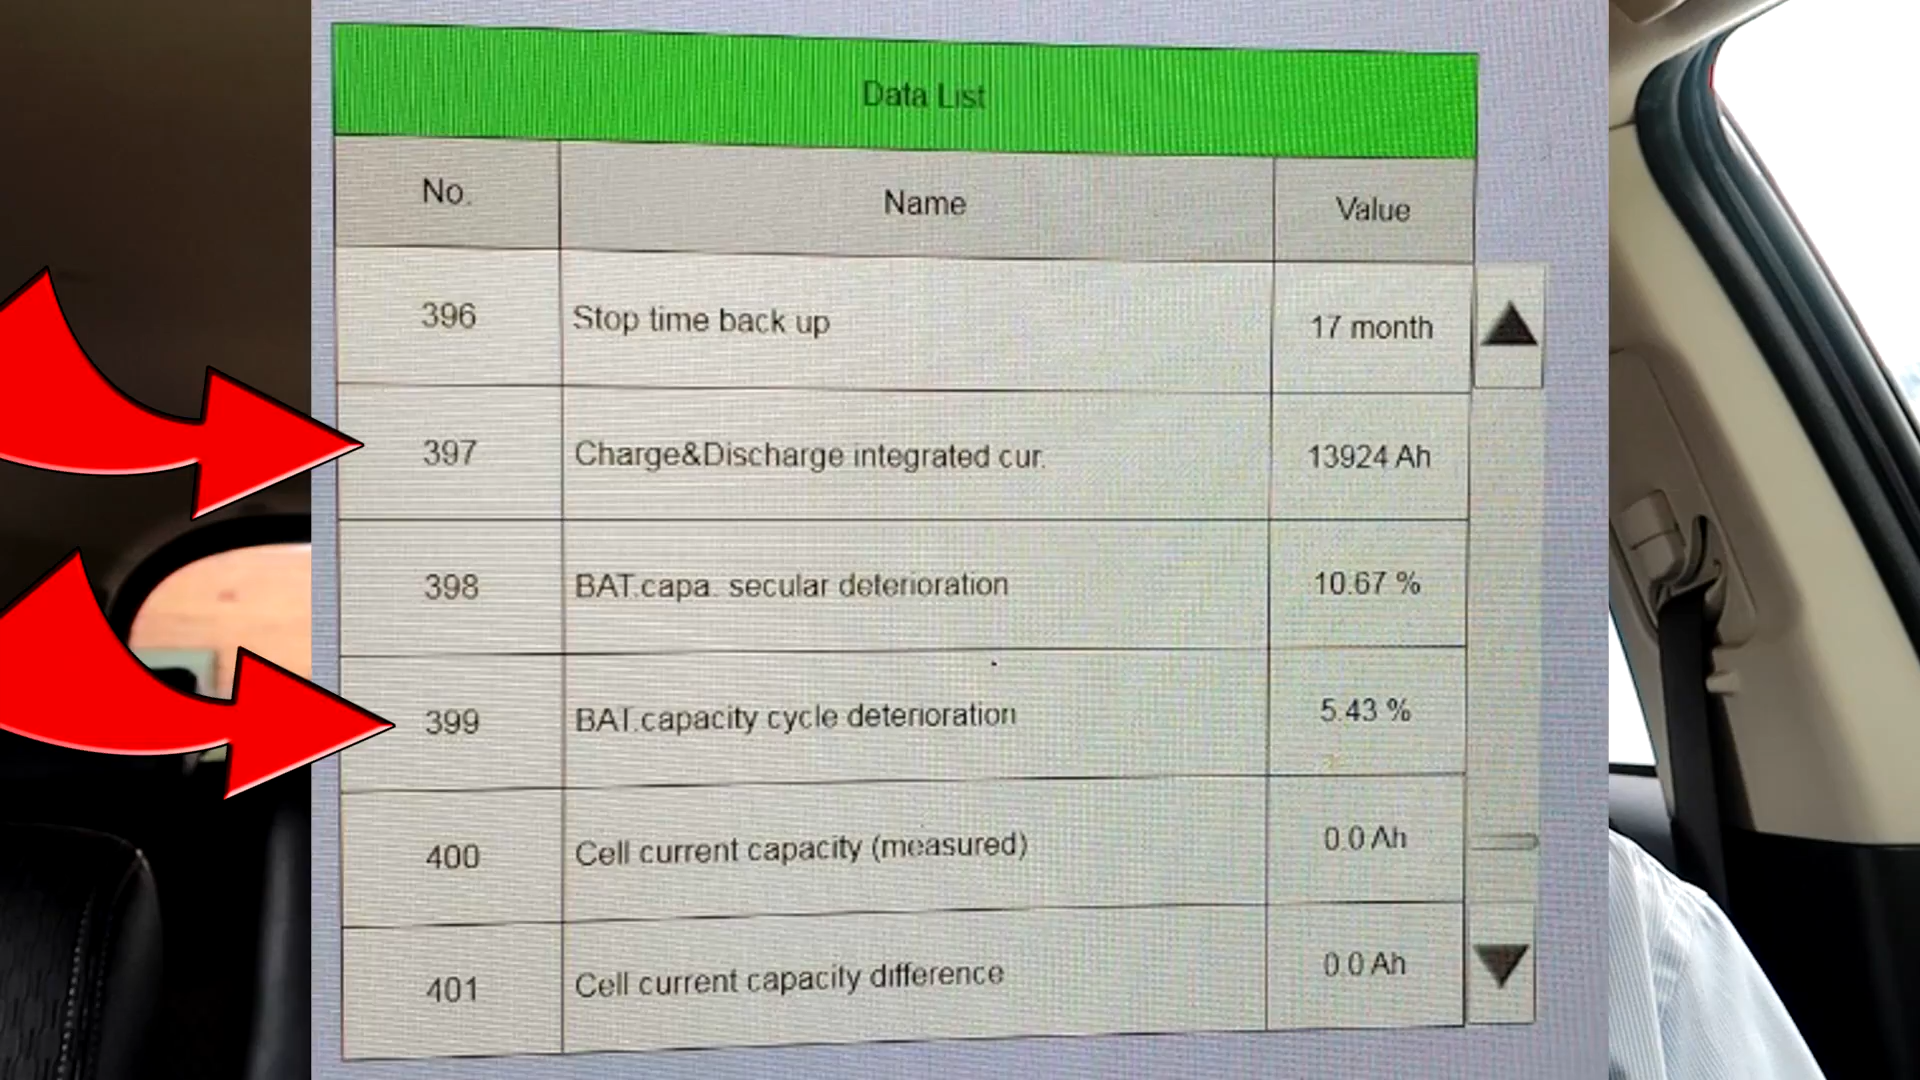 Data List
No. Name Value
396 Stop time back up 17 month
397 Charge&Discharge integrated cur. 13924 Ah
398 BAT.capa. secular deterioration 10.67 %
399 BAT.capacity cycle deterioration 5.43 %
400 Cell current capacity (measured) 0.0 Ah
401 Cell current capacity difference 0.0 Ah